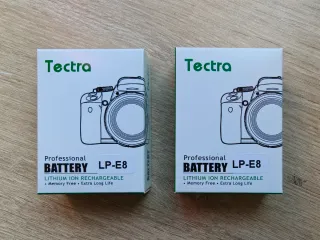 Tectra
Professional
BATTERY LP-E8
LITHIUM ION RECHARGEABLE
• Memory Free • Extra Long Life
Tectra
Professional
BATTERY LP-E8
LITHIUM ION RECHARGEABLE
• Memory Free • Extra Long Life